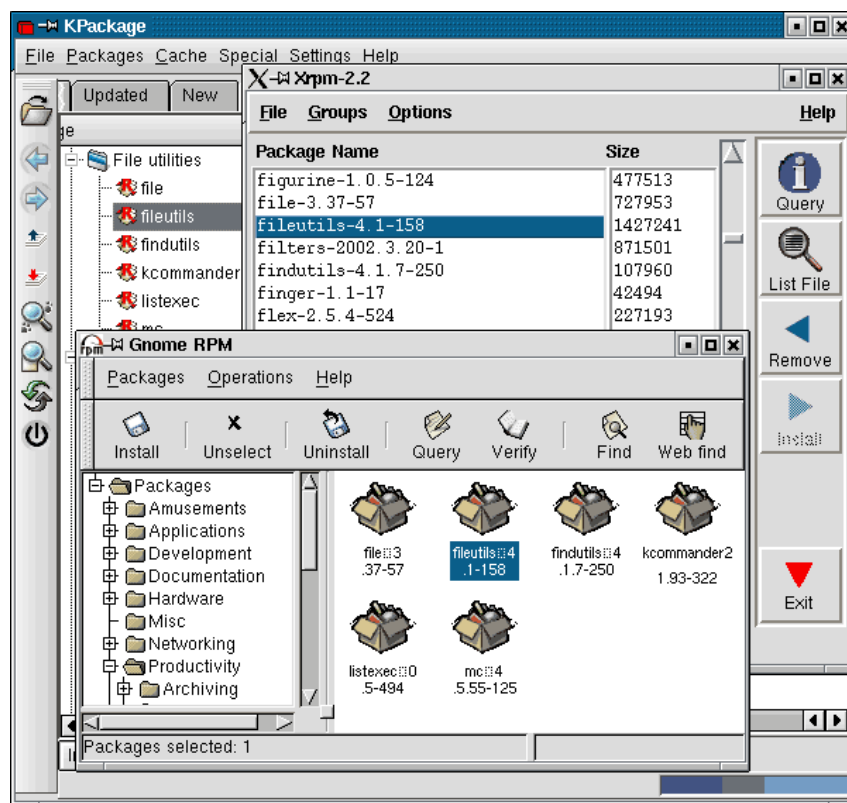 KPackage
File Packages Cache Special Settings Help
Updated New
File utilities
file
fileutils
findutils
kcommander
listexec
Xrpm-2.2
File Groups Options Help
Package Name Size
figurine-1.0.5-124 477513
file-3.37-57 727953
fileutils-4.1-158 1427241
filters-2002.3.20-1 871501
findutils-4.1.7-250 107960
finger-1.1-17 42494
flex-2.5.4-524 227193
Query
List File
Remove
Install
Exit
rpm Gnome RPM
Packages Operations Help
Install Unselect Uninstall Query Verify Find Web find
Packages
Amusements
Applications
Development
Documentation
Hardware
Misc
Networking
Productivity
Archiving
file 3
.37-57
fileutils 4
.1-158
findutils 4
.1.7-250
kcommander2
1.93-322
listexec 0
.5-494
mc 4
.5.55-125
Packages selected: 1